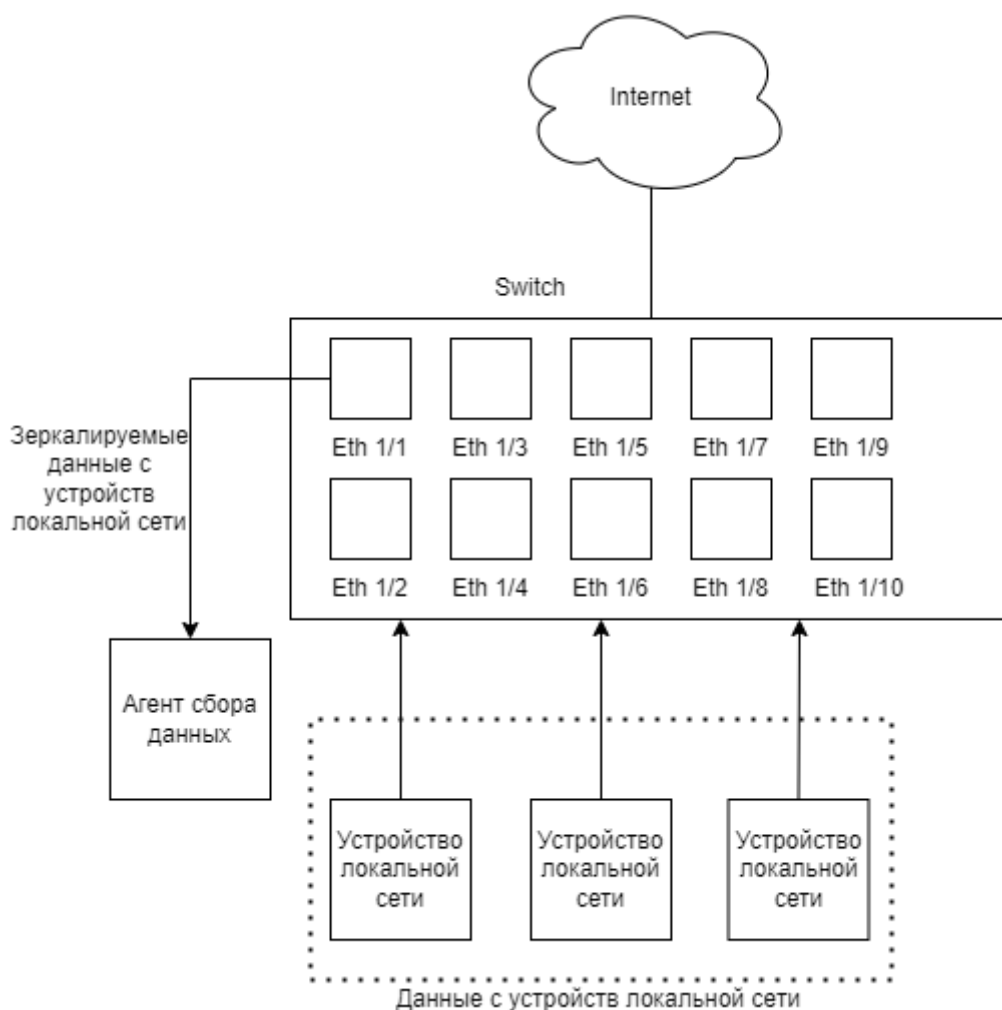 Internet
Switch
Eth 1/1
Eth 1/3
Eth 1/5
Eth 1/7
Eth 1/9
Зеркалируемые
данные с
устройств
локальной сети
Eth 1/2
Eth 1/4
Eth 1/6
Eth 1/8
Eth 1/10
Агент сбора
данных
Устройство
локальной
сети
Устройство
локальной
сети
Устройство
локальной
сети
Данные с устройств локальной сети